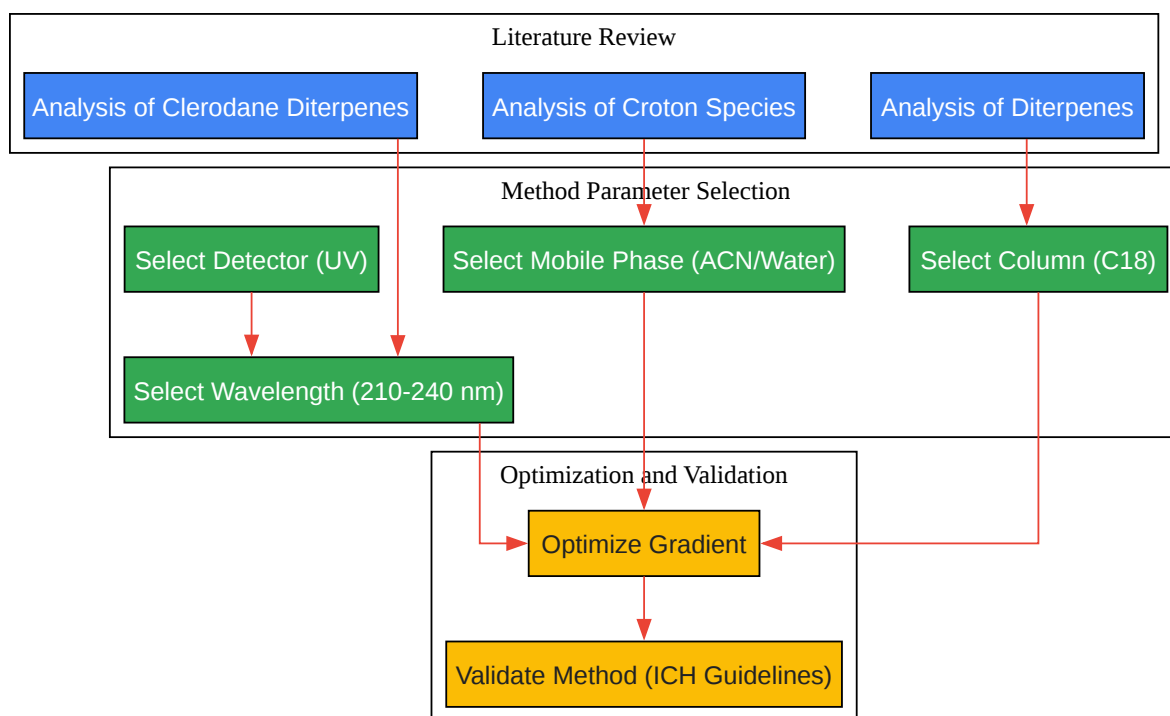 Literature Review
Analysis of Clerodane Diterpenes
Analysis of Croton Species
Analysis of Diterpenes
Method Parameter Selection
Select Detector (UV)
Select Mobile Phase (ACN/Water)
Select Column (C18)
Select Wavelength (210-240 nm)
Optimization and Validation
Optimize Gradient
Validate Method (ICH Guidelines)